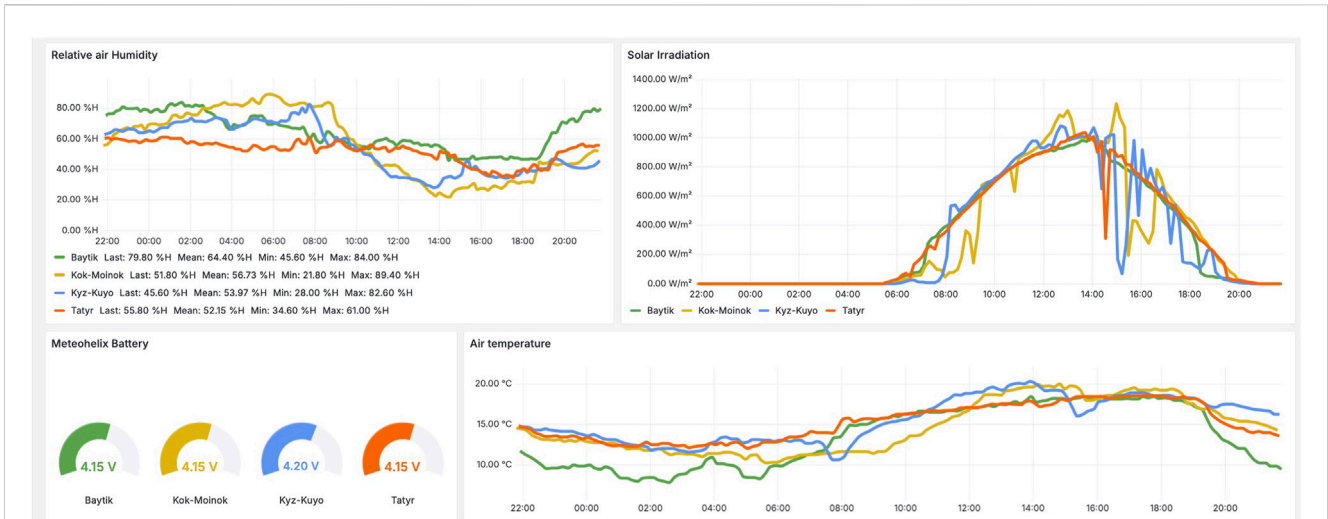 Relative air Humidity
80.00 %H
60.00 %H
40.00 %H
20.00 %H
0.00 %H
22:00 00:00 02:00 04:00 06:00 08:00 10:00 12:00 14:00 16:00 18:00 20:00
Baytik Last: 79.80 %H Mean: 64.40 %H Min: 45.60 %H Max: 84.00 %H
Kok-Moinok Last: 51.80 %H Mean: 56.73 %H Min: 21.80 %H Max: 89.40 %H
Kyz-Kuyo Last: 45.60 %H Mean: 53.97 %H Min: 28.00 %H Max: 82.60 %H
Tatyr Last: 55.80 %H Mean: 52.15 %H Min: 34.60 %H Max: 61.00 %H
Solar Irradiation
1400.00 W/m²
1200.00 W/m²
1000.00 W/m²
800.00 W/m²
600.00 W/m²
400.00 W/m²
200.00 W/m²
0.00 W/m²
22:00 00:00 02:00 04:00 06:00 08:00 10:00 12:00 14:00 16:00 18:00 20:00
Baytik Kok-Moinok Kyz-Kuyo Tatyr
Meteohelix Battery
4.15 V 4.15 V 4.20 V 4.15 V
Baytik Kok-Moinok Kyz-Kuyo Tatyr
Air temperature
20.00 °C
15.00 °C
10.00 °C
22:00 00:00 02:00 04:00 06:00 08:00 10:00 12:00 14:00 16:00 18:00 20:00